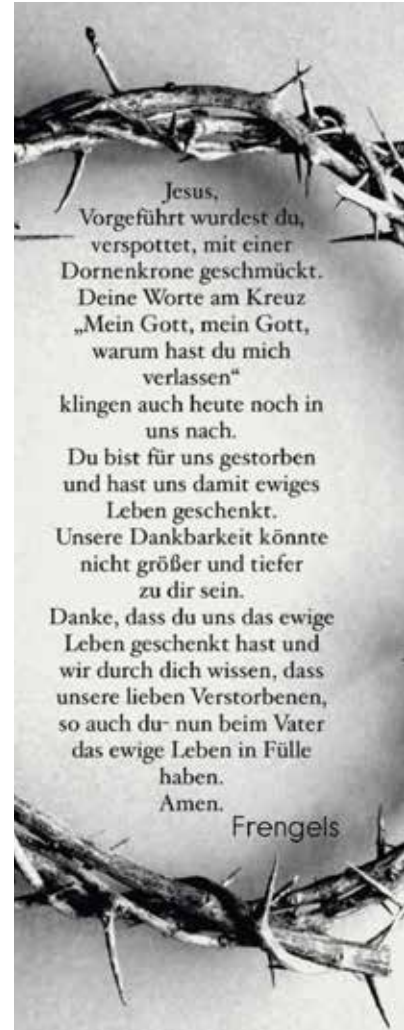 Jesus,
Vorgeführt wurdest du,
verspottet, mit einer
Dornenkrone geschmückt.
Deine Worte am Kreuz
„Mein Gott, mein Gott,
warum hast du mich
verlassen“
klingen auch heute noch in
uns nach.
Du bist für uns gestorben
und hast uns damit ewiges
Leben geschenkt.
Unsere Dankbarkeit könnte
nicht größer und tiefer
zu dir sein.
Danke, dass du uns das ewige
Leben geschenkt hast und
wir durch dich wissen, dass
unsere lieben Verstorbenen,
so auch du- nun beim Vater
das ewige Leben in Fülle
haben.
Amen.
Frengels